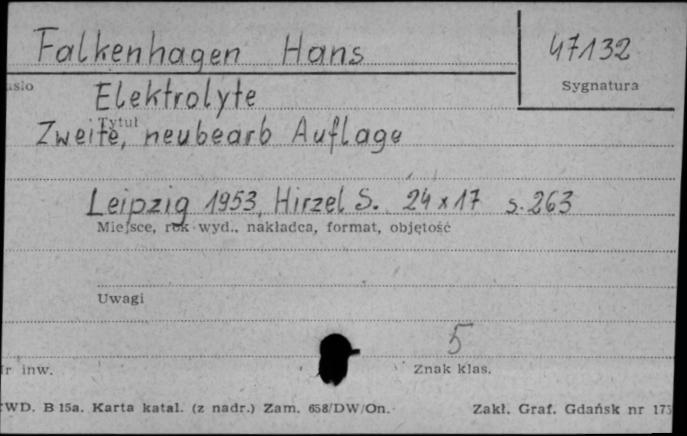 Falkenhagen Hans
47132
Sygnatura
Elektrolyte
Tytuł
Zweite, neubearb Auflage
Leipzig 1953, Hirzel S. 24 x 17 s. 263
Miejsce, rok wyd., nakładca, format, objętość
Uwagi
5
inw.
Znak klas.
WD. B 15a. Karta katal. (z nadr.) Zam. 658/DW/On.
Zakł. Graf. Gdańsk nr 173